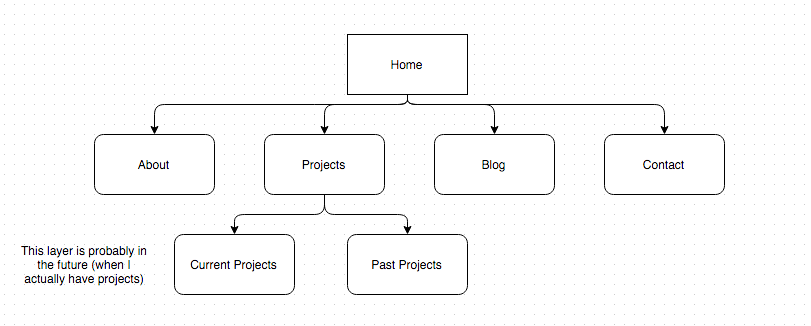 Home
About
Projects
Blog
Contact
This layer is probably in
the future (when I
actually have projects)
Current Projects
Past Projects